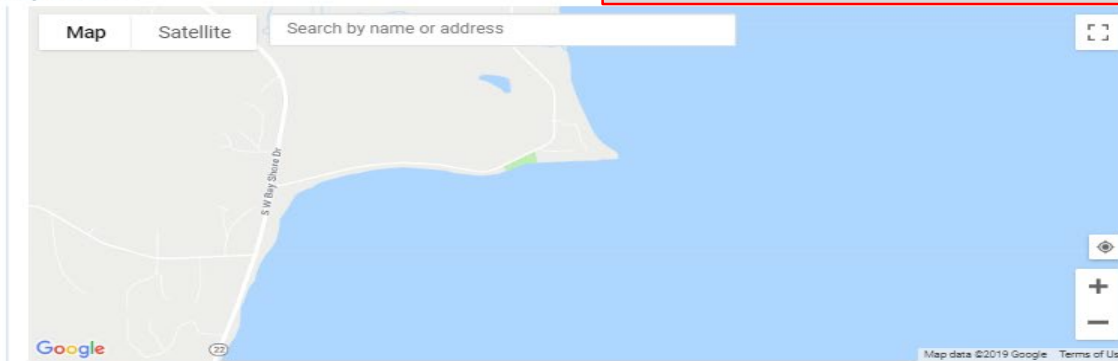 Map Satellite Search by name or address
S W Bay Shore Dr
22
Google
Map data ©2019 Google Terms of Us